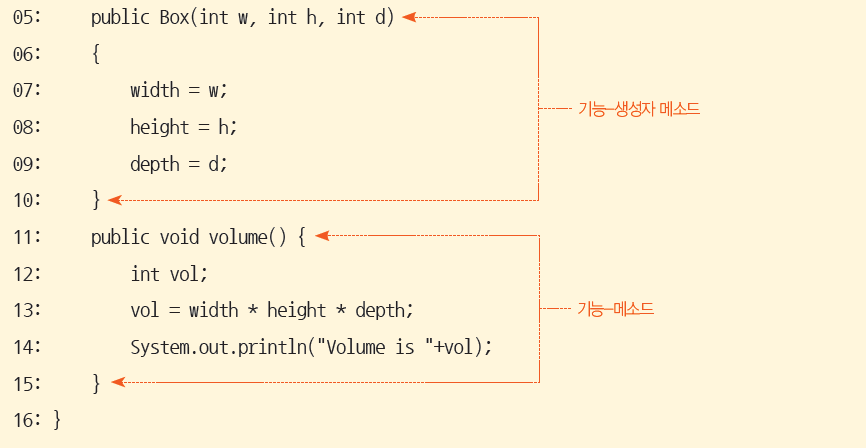 05:     public Box(int w, int h, int d)
06:     {
07:         width = w;
기능-생성자 메소드
08:         height = h;
09:         depth = d;
10:     }
11:     public void volume() {
12:         int vol;
13:         vol = width * height * depth;
기능-메소드
14:         System.out.println("Volume is "+vol);
15:     }
16: }